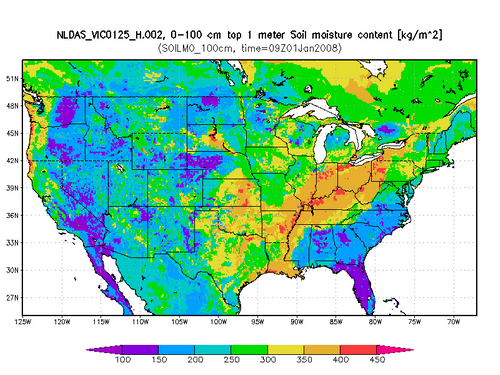 NLDAS_VIC0125_H.002, 0-100 cm top 1 meter Soil moisture content [kg/m^2]
(SOILM0_100cm, time=09Z01Jan2008)
51N
48N
45N
42N
39N
36N
33N
30N
27N
125W 120W 115W 110W 105W 100W 95W 90W 85W 80W 75W 70W
100 150 200 250 300 350 400 450